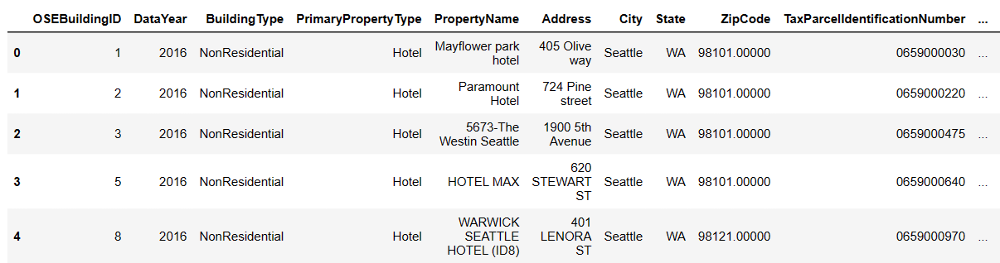 OSEBuildingID DataYear BuildingType PrimaryPropertyType PropertyName Address City State ZipCode TaxParcelIdentificationNumber ...
0 1 2016 NonResidential Hotel Mayflower park hotel 405 Olive way Seattle WA 98101.00000 0659000030 ...
1 2 2016 NonResidential Hotel Paramount Hotel 724 Pine street Seattle WA 98101.00000 0659000220 ...
2 3 2016 NonResidential Hotel 5673-The Westin Seattle 1900 5th Avenue Seattle WA 98101.00000 0659000475 ...
3 5 2016 NonResidential Hotel HOTEL MAX 620 STEWART ST Seattle WA 98101.00000 0659000640 ...
4 8 2016 NonResidential Hotel WARWICK SEATTLE HOTEL (ID8) 401 LENORA ST Seattle WA 98121.00000 0659000970 ...